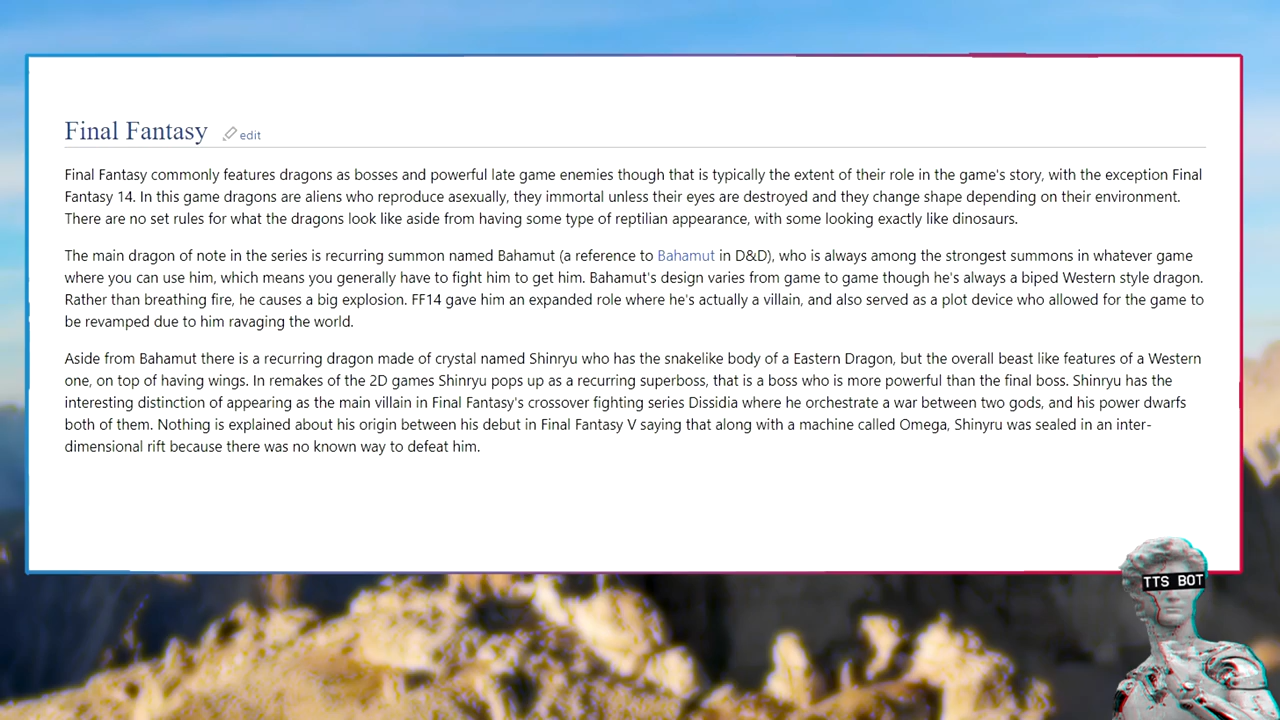 Final Fantasy edit
Final Fantasy commonly features dragons as bosses and powerful late game enemies though that is typically the extent of their role in the game's story, with the exception Final
Fantasy 14. In this game dragons are aliens who reproduce asexually, they immortal unless their eyes are destroyed and they change shape depending on their environment.
There are no set rules for what the dragons look like aside from having some type of reptilian appearance, with some looking exactly like dinosaurs.
The main dragon of note in the series is recurring summon named Bahamut (a reference to Bahamut in D&D), who is always among the strongest summons in whatever game
where you can use him, which means you generally have to fight him to get him. Bahamut's design varies from game to game though he's always a biped Western style dragon.
Rather than breathing fire, he causes a big explosion. FF14 gave him an expanded role where he's actually a villain, and also served as a plot device who allowed for the game to
be revamped due to him ravaging the world.
Aside from Bahamut there is a recurring dragon made of crystal named Shinryu who has the snakelike body of a Eastern Dragon, but the overall beast like features of a Western
one, on top of having wings. In remakes of the 2D games Shinryu pops up as a recurring superboss, that is a boss who is more powerful than the final boss. Shinryu has the
interesting distinction of appearing as the main villain in Final Fantasy's crossover fighting series Dissidia where he orchestrate a war between two gods, and his power dwarfs
both of them. Nothing is explained about his origin between his debut in Final Fantasy V saying that along with a machine called Omega, Shinyru was sealed in an inter-
dimensional rift because there was no known way to defeat him.
TTS BOT